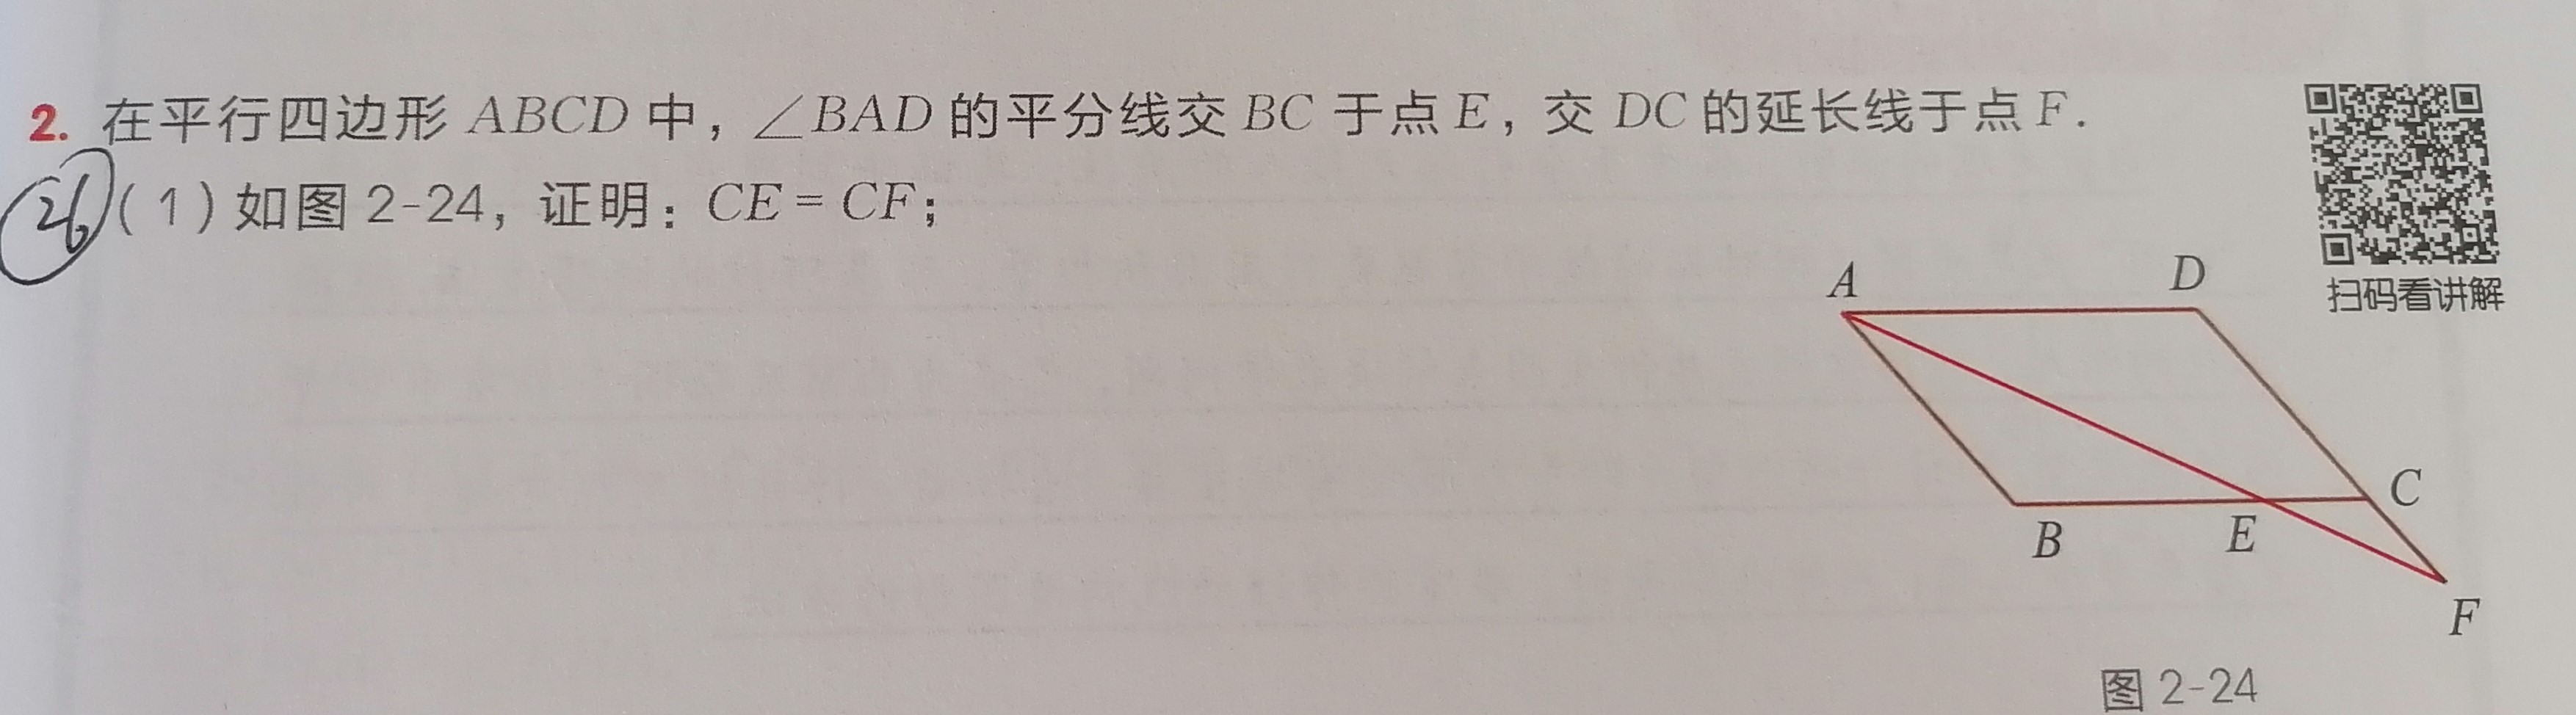 2. 在平行四边形 ABCD 中，∠BAD 的平分线交 BC 于点 E，交 DC 的延长线于点 F.
26 (1) 如图 2-24，证明：CE = CF；
扫码看讲解
A
D
C
B
E
F
图 2-24